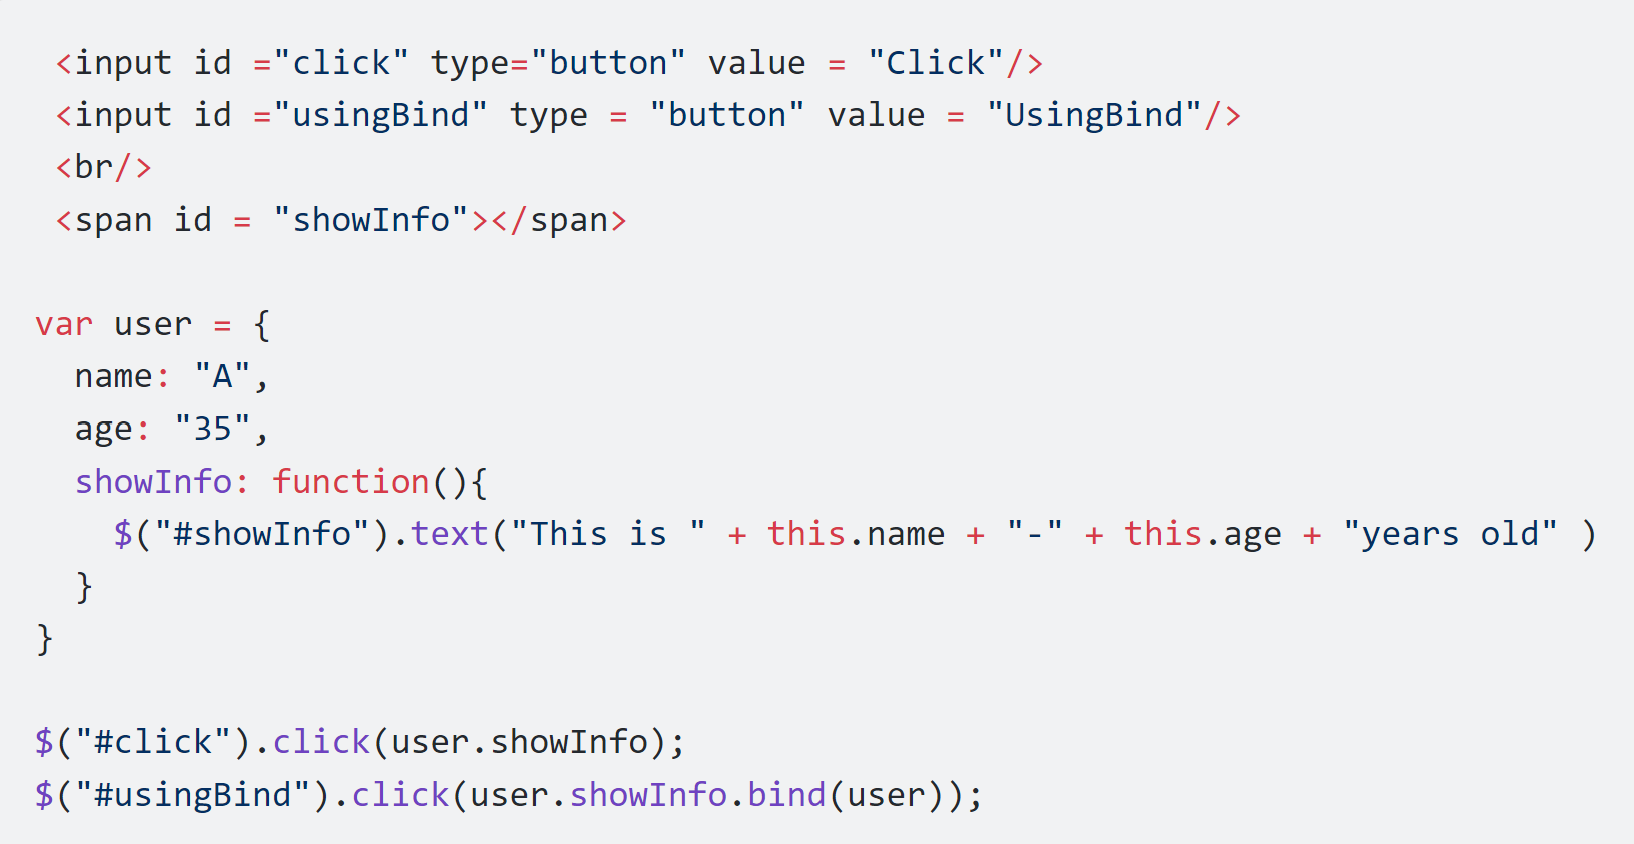 <input id ="click" type="button" value = "Click"/>
<input id ="usingBind" type = "button" value = "UsingBind"/>
<br/>
<span id = "showInfo"></span>
var user = {
name: "A",
age: "35",
showInfo: function(){
$("#showInfo").text("This is " + this.name + "-" + this.age + "years old" )
}
}
$("#click").click(user.showInfo);
$("#usingBind").click(user.showInfo.bind(user));